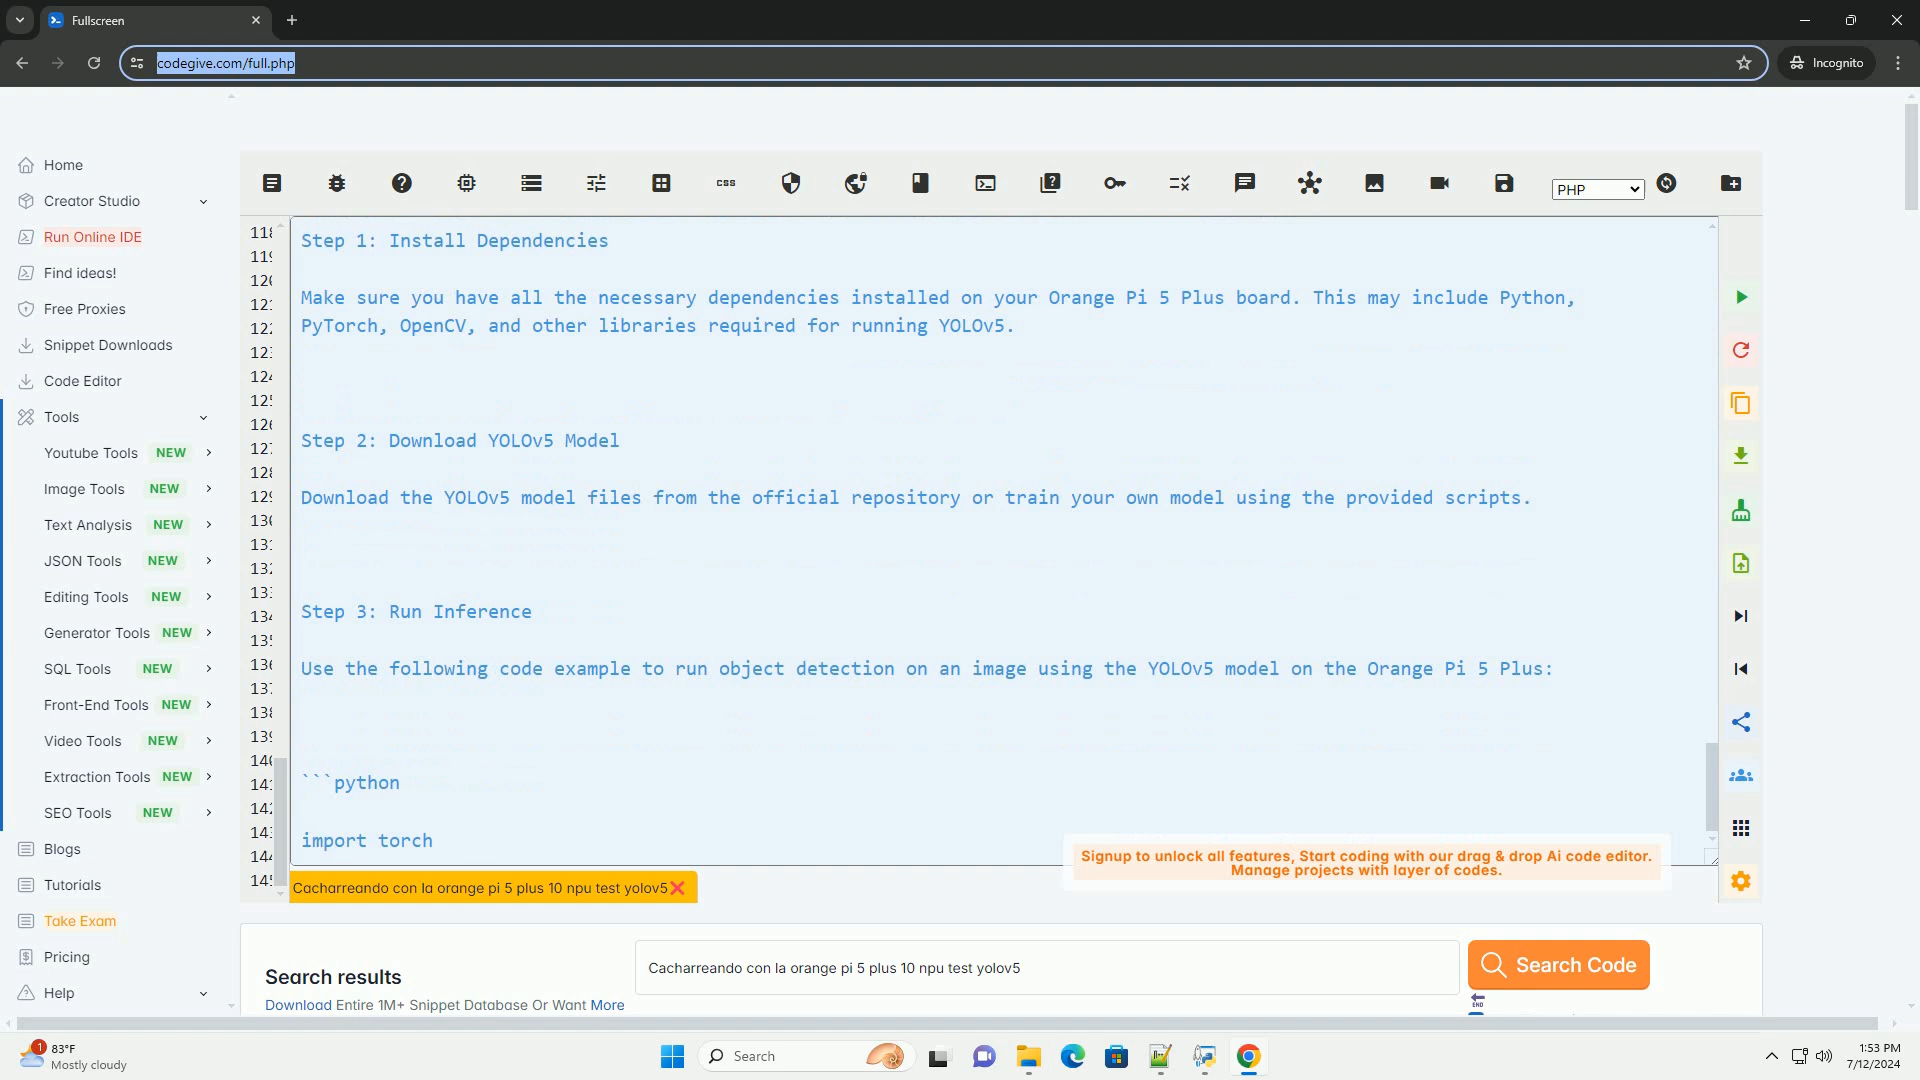 Fullscreen
codegive.com/full.php
Incognito
Home
Creator Studio
Run Online IDE
Find ideas!
Free Proxies
Snippet Downloads
Code Editor
Tools
Youtube Tools NEW
Image Tools NEW
Text Analysis NEW
JSON Tools NEW
Editing Tools NEW
Generator Tools NEW
SQL Tools NEW
Front-End Tools NEW
Video Tools NEW
Extraction Tools NEW
SEO Tools NEW
Blogs
Tutorials
Take Exam
Pricing
Help
css
PHP
Step 1: Install Dependencies
Make sure you have all the necessary dependencies installed on your Orange Pi 5 Plus board. This may include Python,
PyTorch, OpenCV, and other libraries required for running YOLOv5.
Step 2: Download YOLOv5 Model
Download the YOLOv5 model files from the official repository or train your own model using the provided scripts.
Step 3: Run Inference
Use the following code example to run object detection on an image using the YOLOv5 model on the Orange Pi 5 Plus:
```python
import torch
Signup to unlock all features, Start coding with our drag & drop Ai code editor.
Manage projects with layer of codes.
Cacharreando con la orange pi 5 plus 10 npu test yolov5
Search results
Download Entire 1M+ Snippet Database Or Want More
Cacharreando con la orange pi 5 plus 10 npu test yolov5
Search Code
END
1
83°F
Mostly cloudy
Search
1:53 PM
7/12/2024